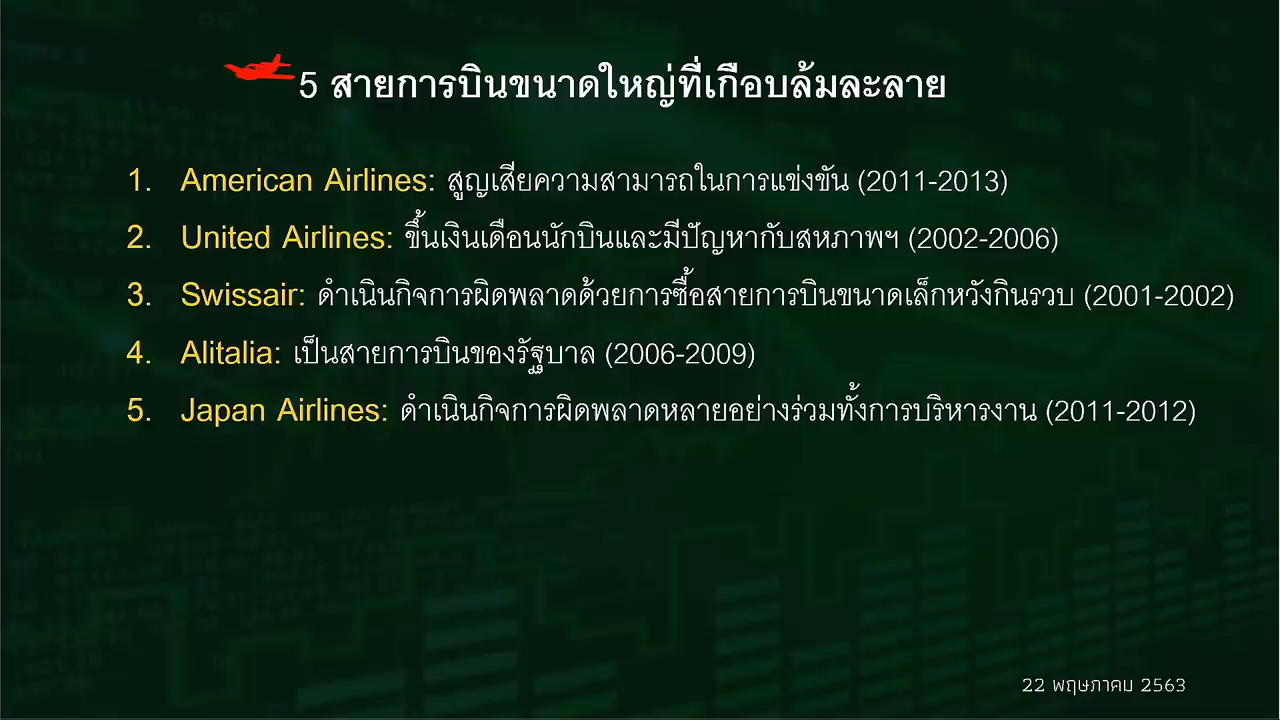 5 สายการบินขนาดใหญ่ที่เกือบล้มละลาย
1. American Airlines: สูญเสียความสามารถในการแข่งขัน (2011-2013)
2. United Airlines: ขึ้นเงินเดือนนักบินและมีปัญหากับสหภาพฯ (2002-2006)
3. Swissair: ดำเนินกิจการผิดพลาดด้วยการซื้อสายการบินขนาดเล็กหวังกินรวบ (2001-2002)
4. Alitalia: เป็นสายการบินของรัฐบาล (2006-2009)
5. Japan Airlines: ดำเนินกิจการผิดพลาดหลายอย่างร่วมทั้งการบริหารงาน (2011-2012)
22 พฤษภาคม 2563